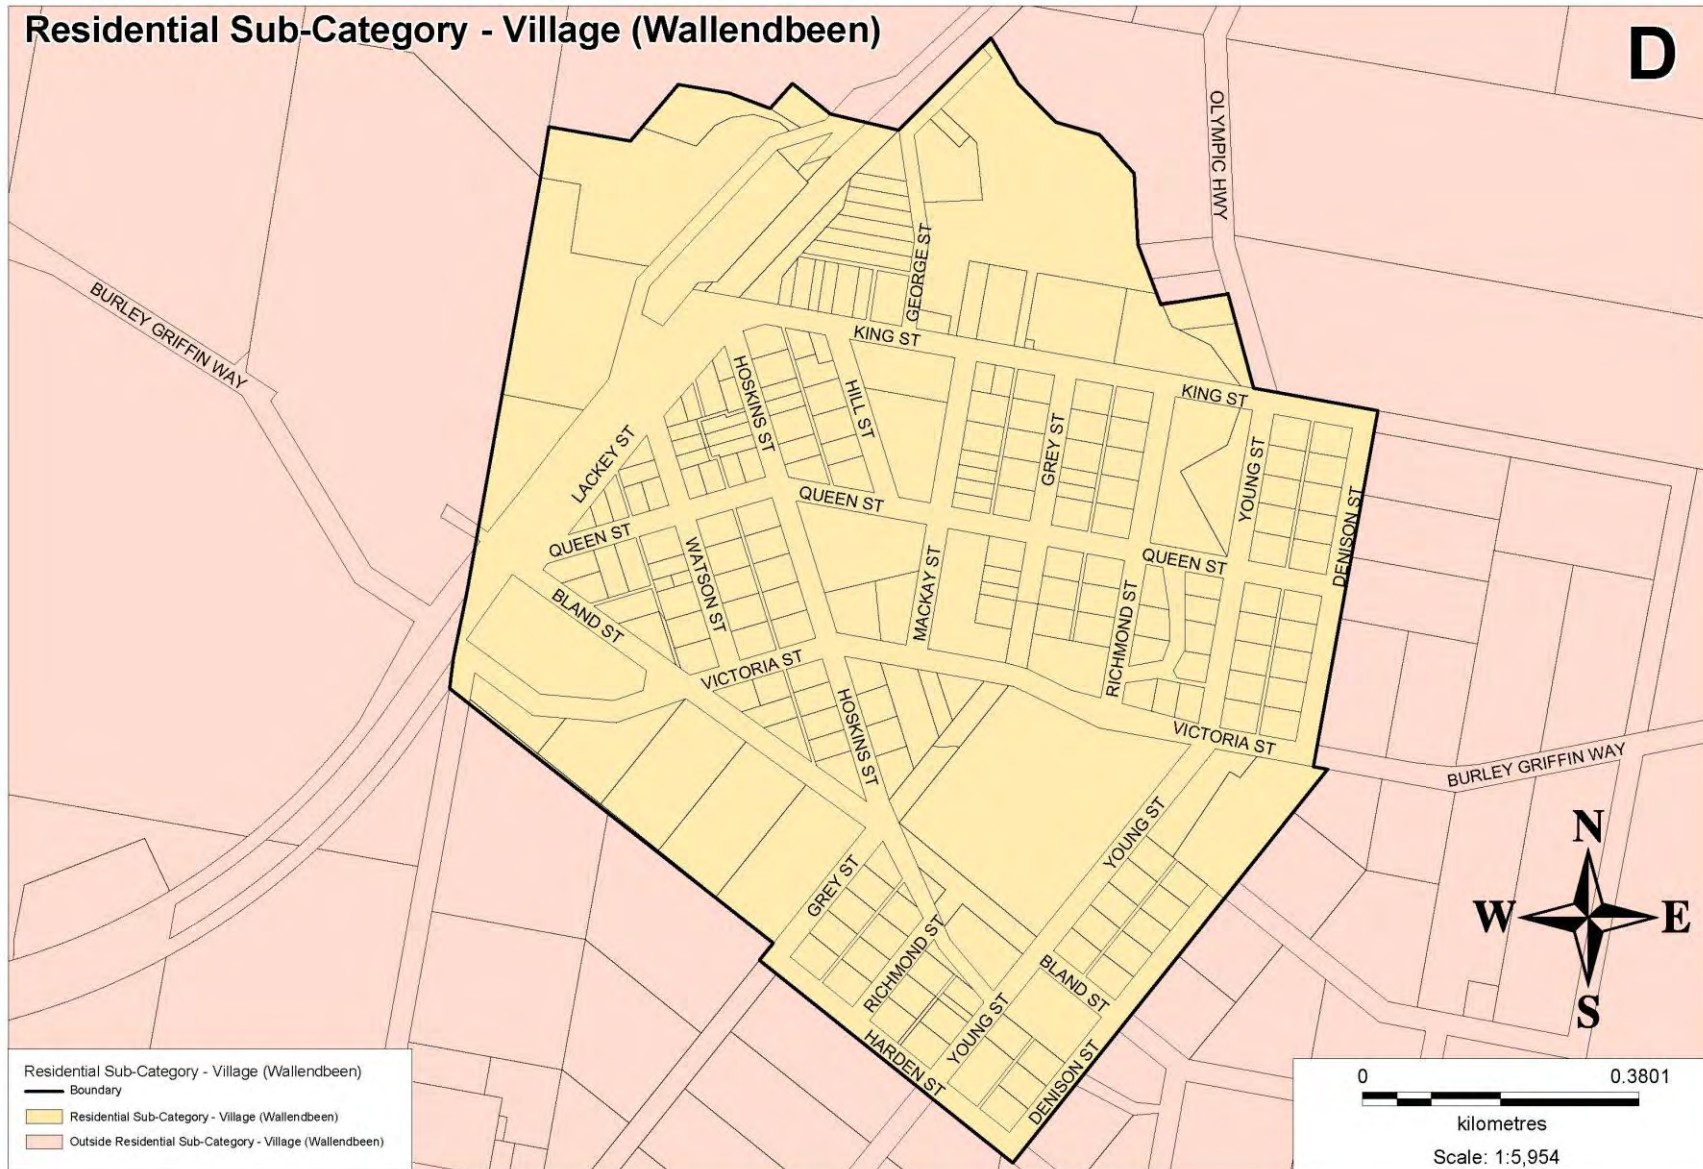 Residential Sub-Category - Village (Wallendbeen)
D
OLYMPIC HWY
BURLEY GRIFFIN WAY
GEORGE ST
KING ST
HOSKINS ST
HILL ST
KING ST
GREY ST
YOUNG ST
LACKEY ST
QUEEN ST
DENISON ST
QUEEN ST
QUEEN ST
WATSON ST
MACKAY ST
BLAND ST
RICHMOND ST
VICTORIA ST
HOSKINS ST
VICTORIA ST
BURLEY GRIFFIN WAY
YOUNG ST
GREY ST
RICHMOND ST
BLAND ST
YOUNG ST
HARDEN ST
DENISON ST
N
W
E
S
Residential Sub-Category - Village (Wallendbeen)
Boundary
Residential Sub-Category - Village (Wallendbeen)
Outside Residential Sub-Category - Village (Wallendbeen)
0 0.3801
kilometres
Scale: 1:5,954